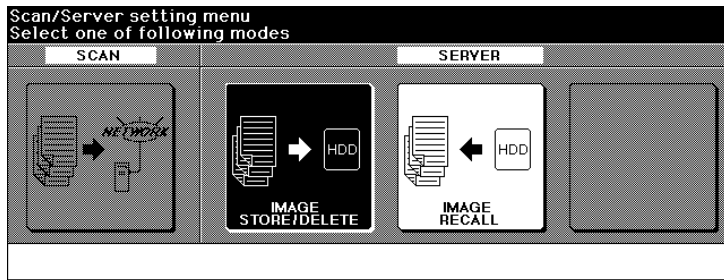 Scan/Server setting menu
Select one of following modes
SCAN
SERVER
NETWORK
HDD
IMAGE
STORE/DELETE
HDD
IMAGE
RECALL